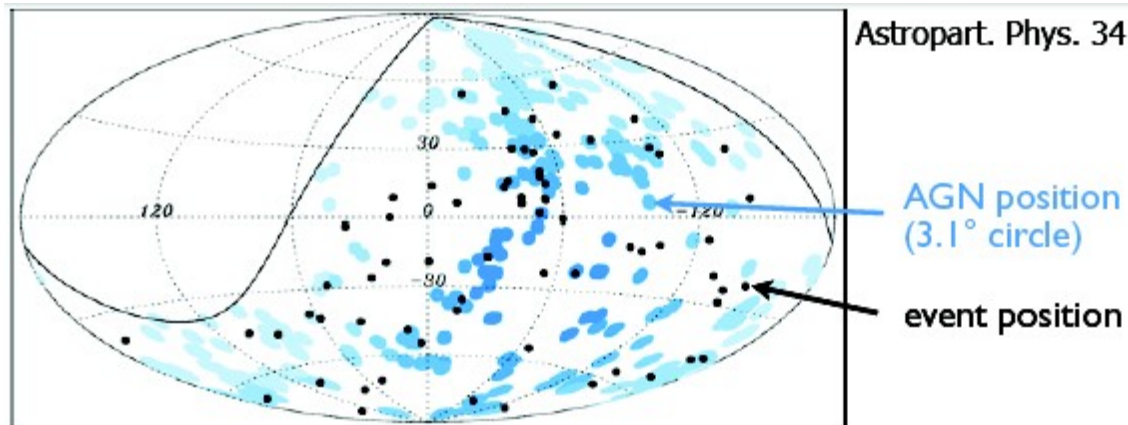 Astropart. Phys. 34
30
120
0
-120
AGN position
(3.1° circle)
-30
event position